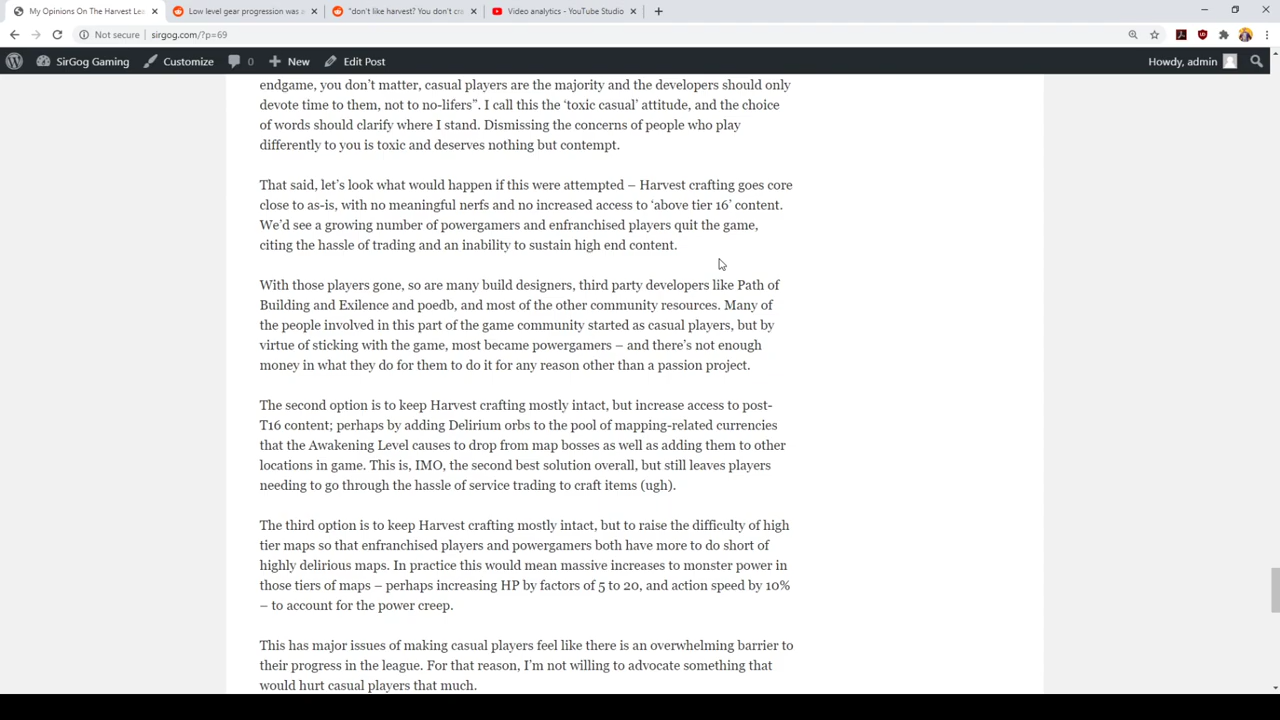 My Opinions On The Harvest Lea
Low level gear progression was a
"don't like harvest? You don't cra
Video analytics - YouTube Studio
Not secure
sirgog.com/?p=69
SirGog Gaming
Customize
0
New
Edit Post
Howdy, admin
endgame, you don't matter, casual players are the majority and the developers should only
devote time to them, not to no-lifers”. I call this the ‘toxic casual’ attitude, and the choice
of words should clarify where I stand. Dismissing the concerns of people who play
differently to you is toxic and deserves nothing but contempt.
That said, let’s look what would happen if this were attempted – Harvest crafting goes core
close to as-is, with no meaningful nerfs and no increased access to ‘above tier 16’ content.
We’d see a growing number of powergamers and enfranchised players quit the game,
citing the hassle of trading and an inability to sustain high end content.
With those players gone, so are many build designers, third party developers like Path of
Building and Exilence and poedb, and most of the other community resources. Many of
the people involved in this part of the game community started as casual players, but by
virtue of sticking with the game, most became powergamers – and there’s not enough
money in what they do for them to do it for any reason other than a passion project.
The second option is to keep Harvest crafting mostly intact, but increase access to post-
T16 content; perhaps by adding Delirium orbs to the pool of mapping-related currencies
that the Awakening Level causes to drop from map bosses as well as adding them to other
locations in game. This is, IMO, the second best solution overall, but still leaves players
needing to go through the hassle of service trading to craft items (ugh).
The third option is to keep Harvest crafting mostly intact, but to raise the difficulty of high
tier maps so that enfranchised players and powergamers both have more to do short of
highly delirious maps. In practice this would mean massive increases to monster power in
those tiers of maps – perhaps increasing HP by factors of 5 to 20, and action speed by 10%
– to account for the power creep.
This has major issues of making casual players feel like there is an overwhelming barrier to
their progress in the league. For that reason, I’m not willing to advocate something that
would hurt casual players that much.